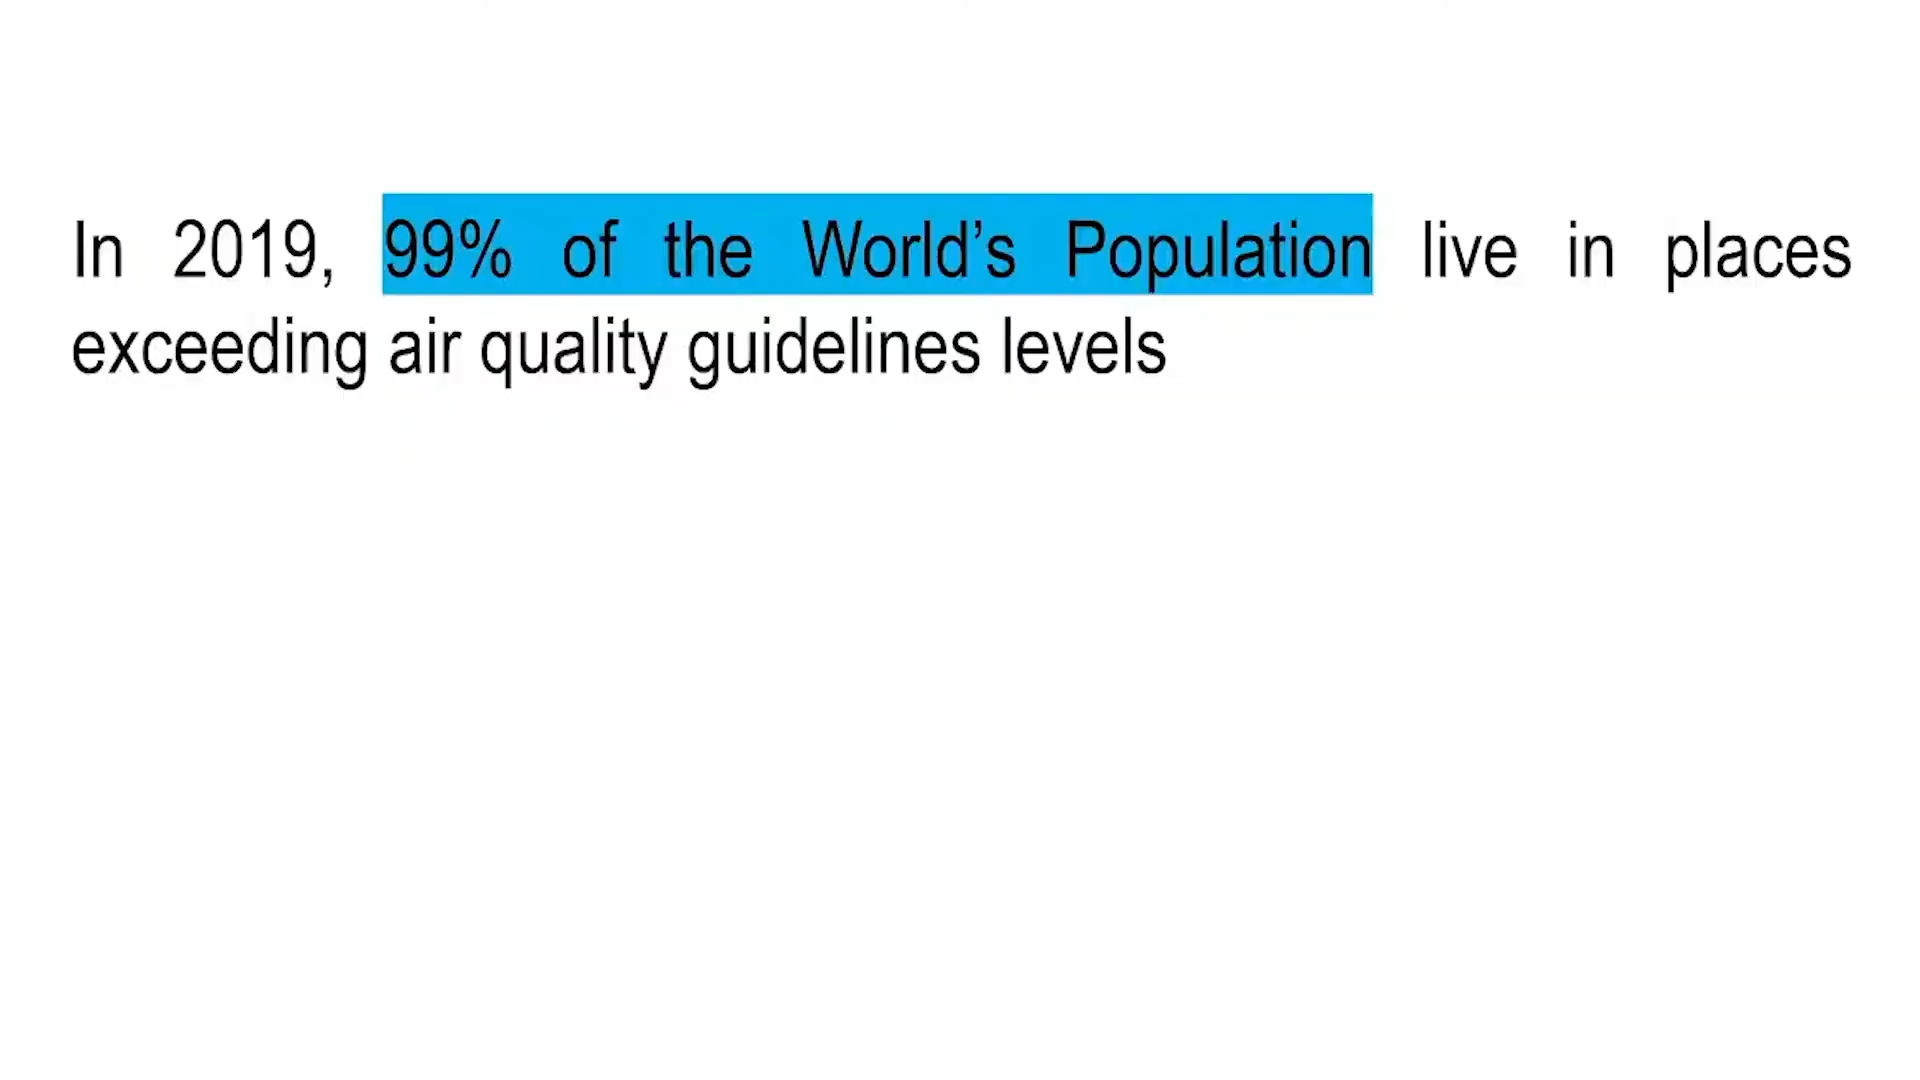 In 2019, 99% of the World’s Population live in places
exceeding air quality guidelines levels